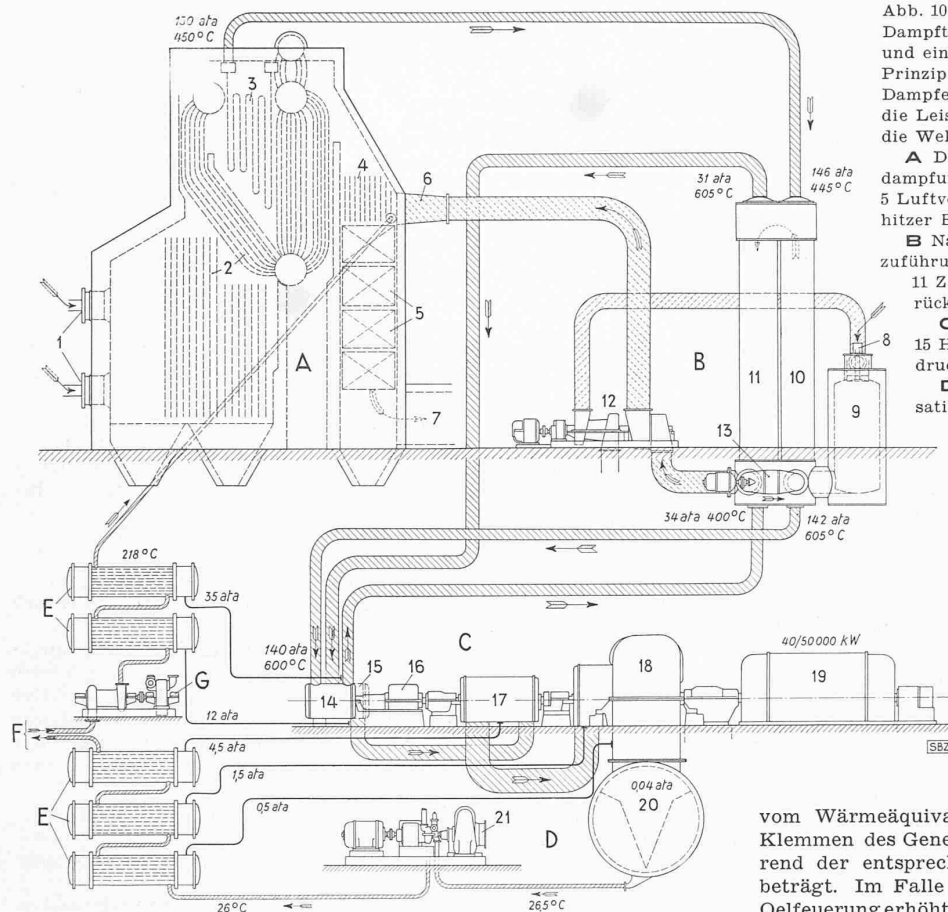 150 ata
450°C
3
4
6
2
1
5
A
7
31 ata
605°C
146 ata
445°C
B
11
10
8
9
12
13
34 ata 400°C
142 ata
605°C
218°C
E
35 ata
G
F
12 ata
4,5 ata
E
1,5 ata
0,5 ata
140 ata
600°C
C
14
15
16
17
18
40/50000 kW
19
0,04 ata
20
21
D
26°C
26,5°C
SBZ
Abb. 10
Dampft
und ein
Prinzip
Dampfe
die Leis
die Wel
A D
dampfu
5 Luftv
hitzer E
B Na
zuführu
11 Z
rück
15 H
druc
sati
vom Wärmeäquiva
Klemmen des Gene
rend der entsprech
beträgt. Im Falle
Oelfeuerung erhöht